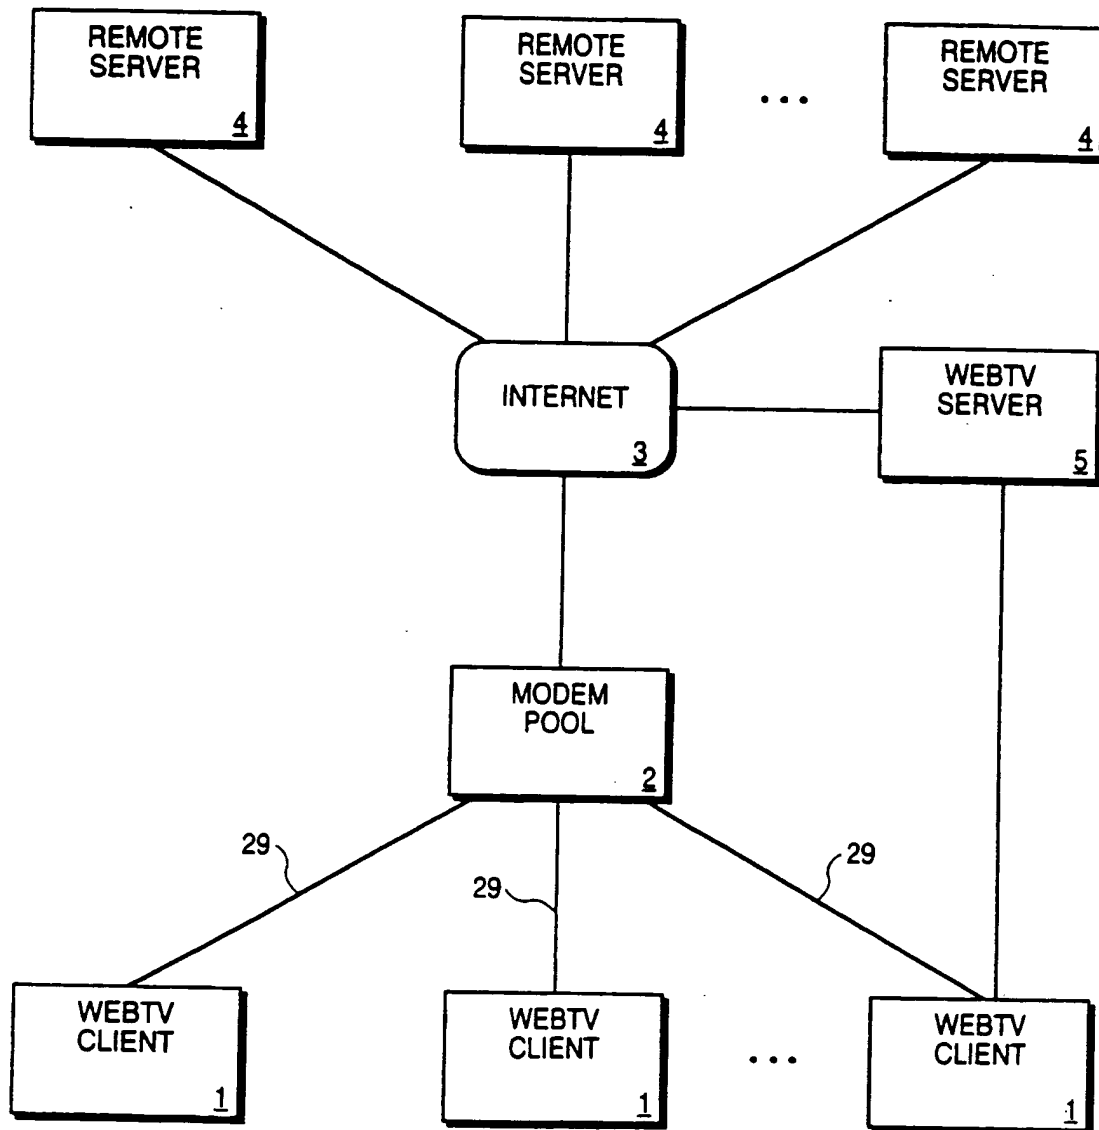 REMOTE
SERVER
4
REMOTE
SERVER
4
...
REMOTE
SERVER
4
INTERNET
3
WEBTV
SERVER
5
MODEM
POOL
2
29
29
29
WEBTV
CLIENT
1
WEBTV
CLIENT
1
...
WEBTV
CLIENT
1